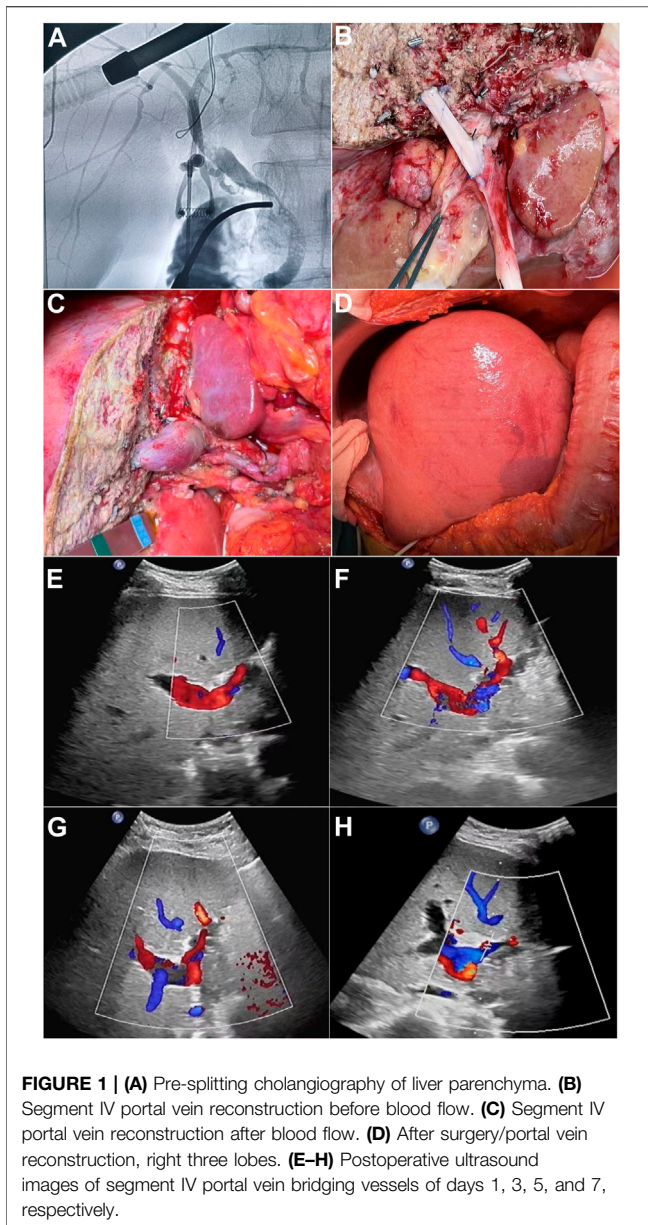 A
B
C
D
E
P
F
P
G
P
H
P
FIGURE 1 | (A) Pre-splitting cholangiography of liver parenchyma. (B)
Segment IV portal vein reconstruction before blood flow. (C) Segment IV
portal vein reconstruction after blood flow. (D) After surgery/portal vein
reconstruction, right three lobes. (E–H) Postoperative ultrasound
images of segment IV portal vein bridging vessels of days 1, 3, 5, and 7,
respectively.